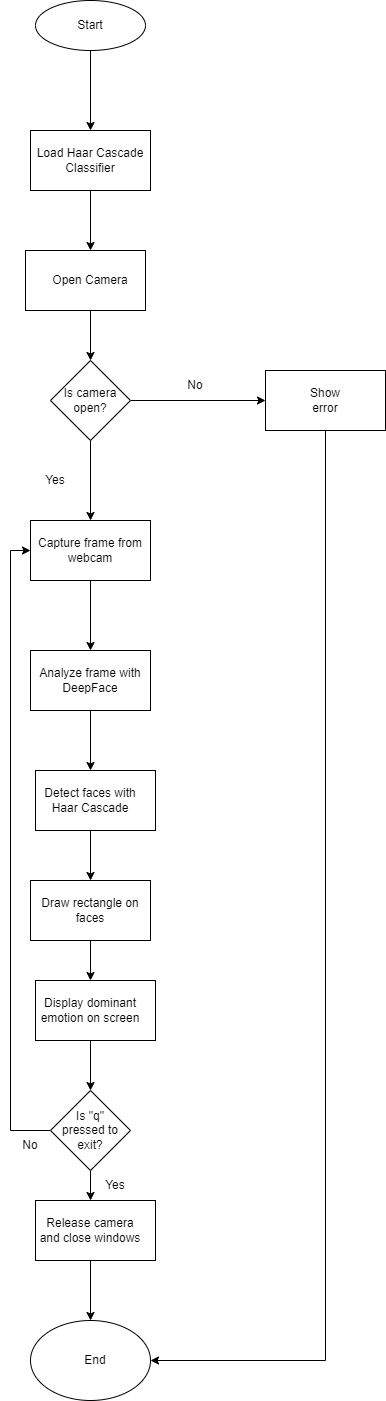 Start
Load Haar Cascade
Classifier
Open Camera
Is camera
open?
No
Show
error
Yes
Capture frame from
webcam
Analyze frame with
DeepFace
Detect faces with
Haar Cascade
Draw rectangle on
faces
Display dominant
emotion on screen
Is "q"
pressed to
exit?
No
Yes
Release camera
and close windows
End